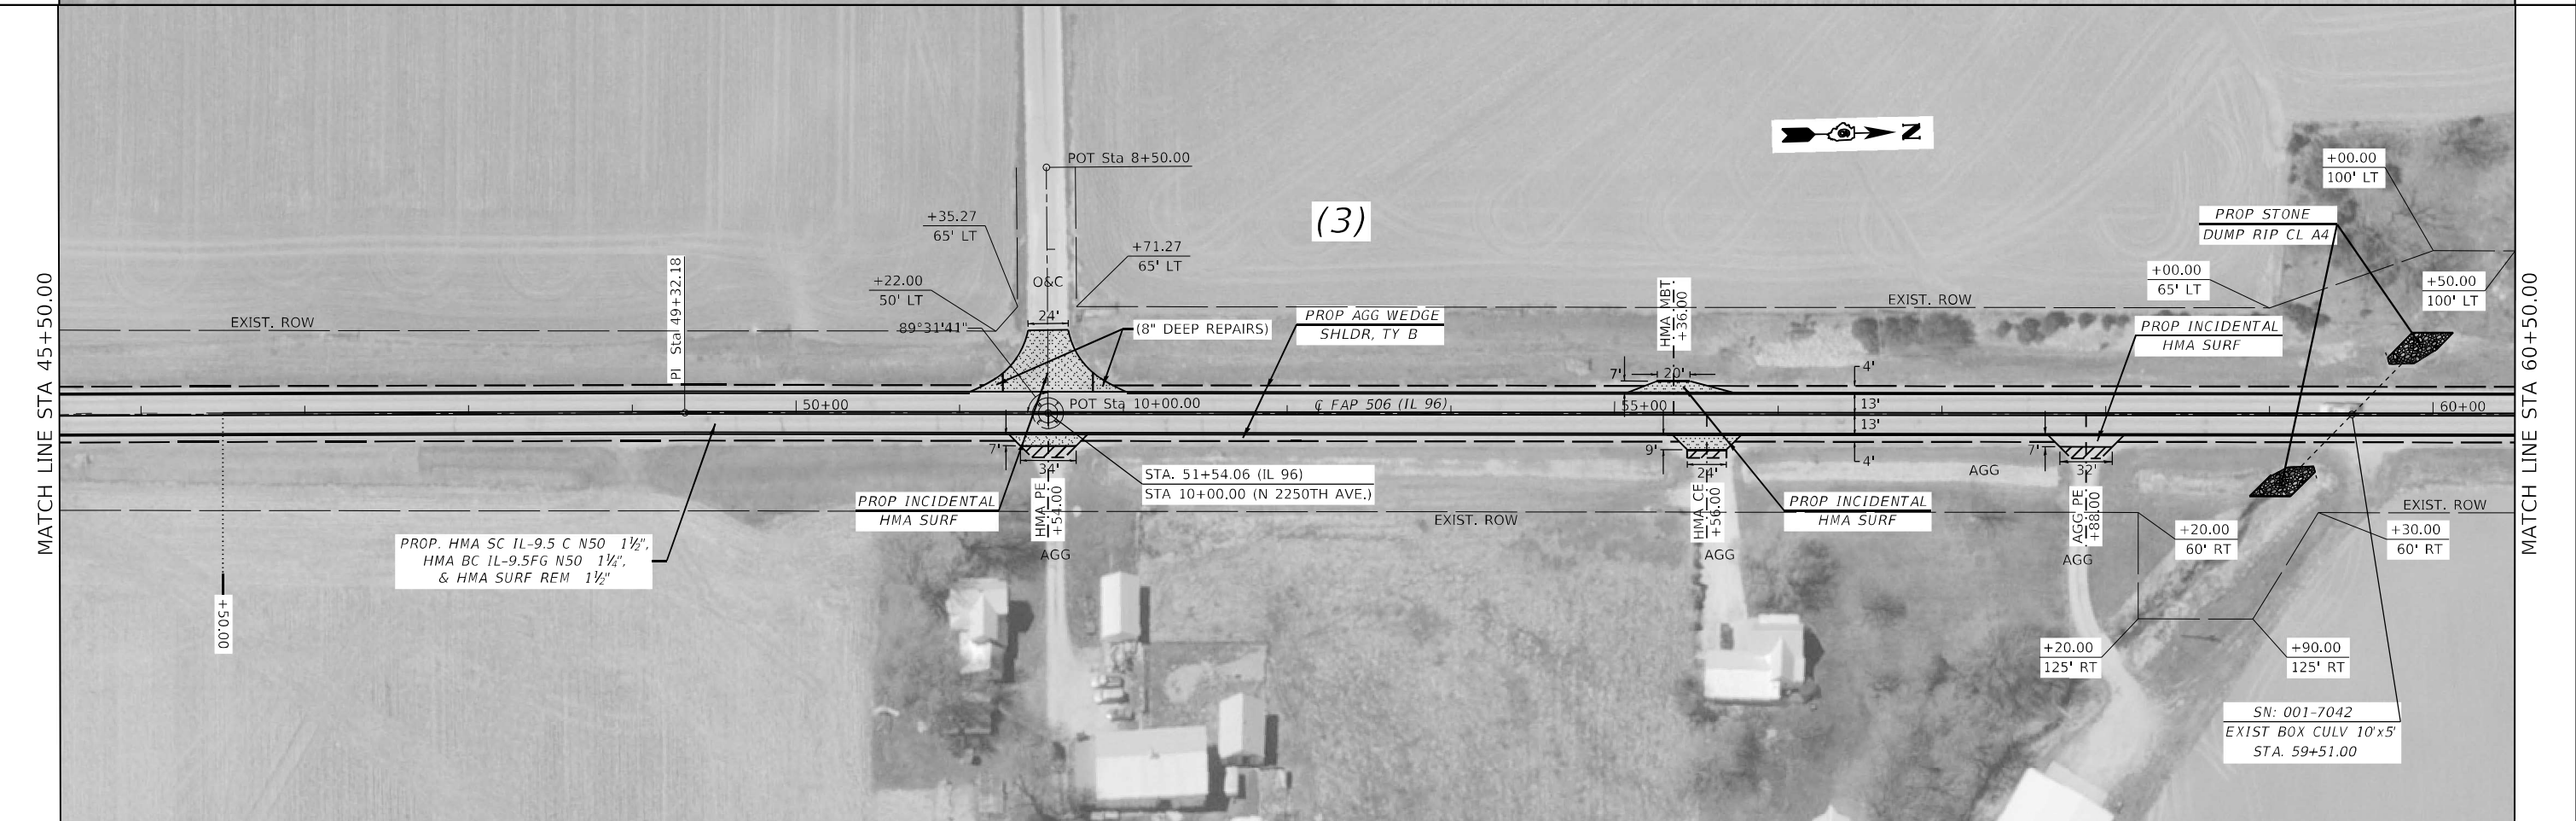 MATCH LINE STA 45+50.00
MATCH LINE STA 60+50.00
N
POT Sta 8+50.00
+00.00
100' LT
PROP STONE
DUMP RIP CL A4
(3)
+35.27
65' LT
+71.27
65' LT
+00.00
65' LT
+50.00
100' LT
+22.00
50' LT
O&C
PI Sta 49+32.18
HMA MBT
+36.00
EXIST. ROW
EXIST. ROW
89°31'41"
24'
(8" DEEP REPAIRS)
PROP AGG WEDGE
SHLDR, TY B
PROP INCIDENTAL
HMA SURF
7'
20'
4'
50+00
POT Sta 10+00.00
℄ FAP 506 (IL 96)
55+00
13'
13'
60+00
7'
34'
9'
24'
4'
7'
32'
AGG
STA. 51+54.06 (IL 96)
STA 10+00.00 (N 2250TH AVE.)
PROP INCIDENTAL
HMA SURF
HMA PE
+54.00
AGG
EXIST. ROW
HMA CE
+56.00
AGG
PROP INCIDENTAL
HMA SURF
AGG PE
+88.00
AGG
EXIST. ROW
+20.00
60' RT
+30.00
60' RT
PROP. HMA SC IL-9.5 C N50 1½",
HMA BC IL-9.5FG N50 1¼",
& HMA SURF REM 1½"
+50.00
+20.00
125' RT
+90.00
125' RT
SN: 001-7042
EXIST BOX CULV 10'x5'
STA. 59+51.00